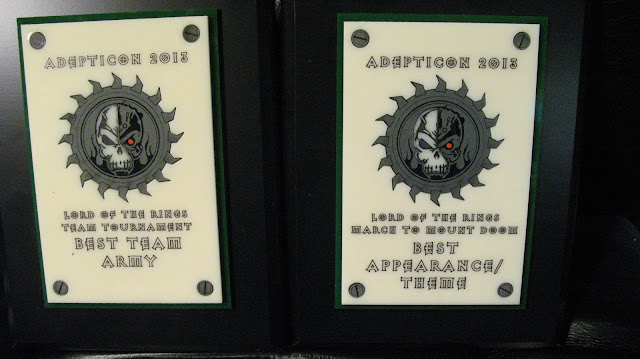 ADEPTICON 2013
LORD OF THE RINGS
TEAM TOURNAMENT
BEST TEAM
ARMY
ADEPTICON 2013
LORD OF THE RINGS
MARCH TO MOUNT DOOM
BEST
APPEARANCE/
THEME